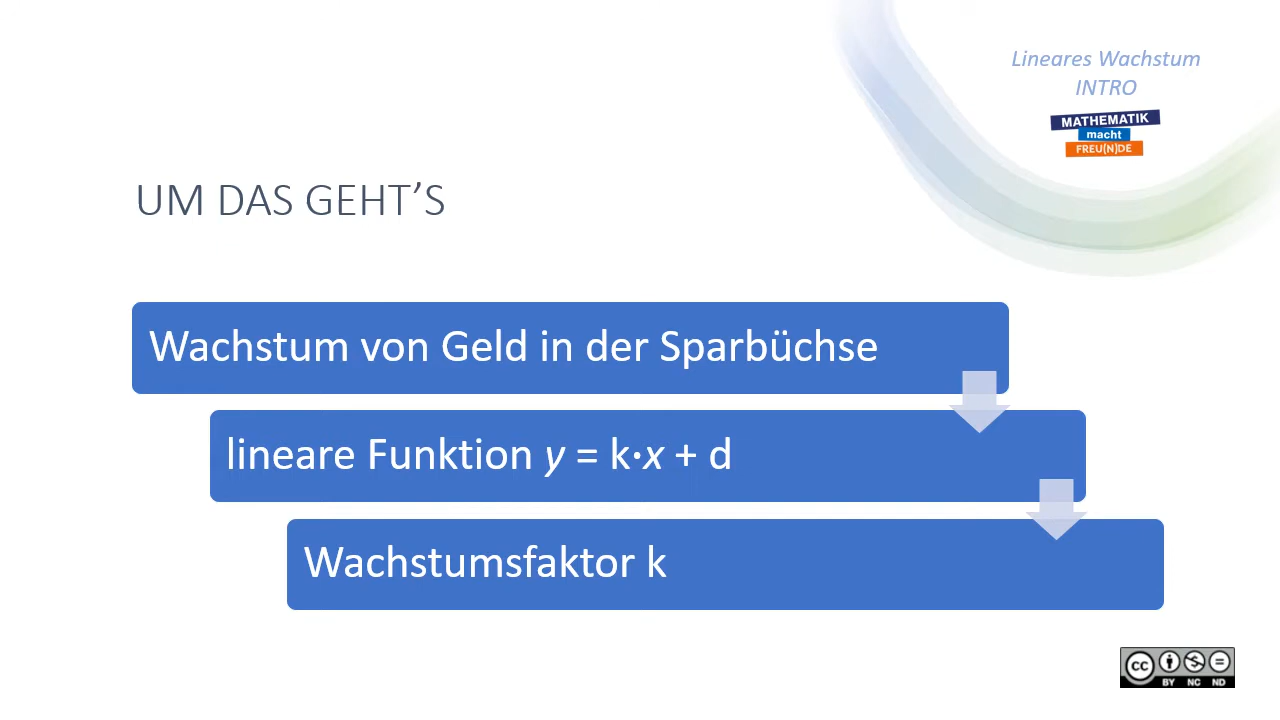 Lineares Wachstum
INTRO
MATHEMATIK
macht
FREU(N)DE
UM DAS GEHT’S
Wachstum von Geld in der Sparbüchse
lineare Funktion y = k·x + d
Wachstumsfaktor k
cc
BY NC ND